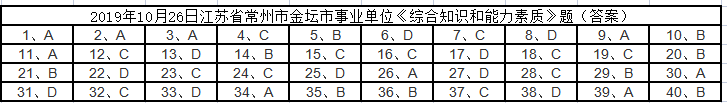 2019年10月26日江苏省常州市金坛市事业单位《综合知识和能力素质》题（答案）
1、A 2、A 3、A 4、C 5、B 6、D 7、C 8、D 9、A 10、B
11、A 12、C 13、D 14、B 15、C 16、C 17、D 18、C 19、C 20、B
21、B 22、D 23、C 24、C 25、D 26、A 27、D 28、C 29、B 30、A
31、D 32、C 33、D 34、A 35、B 36、B 37、C 38、D 39、A 40、B